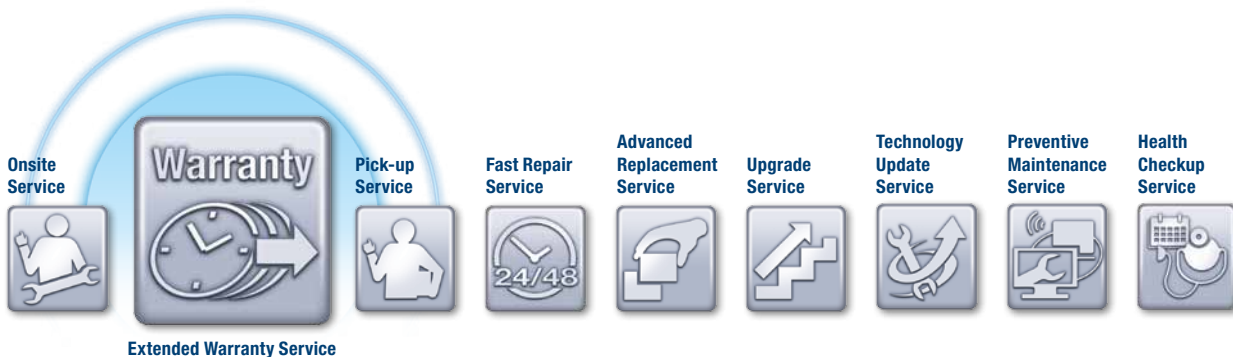 Onsite
Service
Warranty
Extended Warranty Service
Pick-up
Service
Fast Repair
Service
24/48
Advanced
Replacement
Service
Upgrade
Service
Technology
Update
Service
Preventive
Maintenance
Service
Health
Checkup
Service